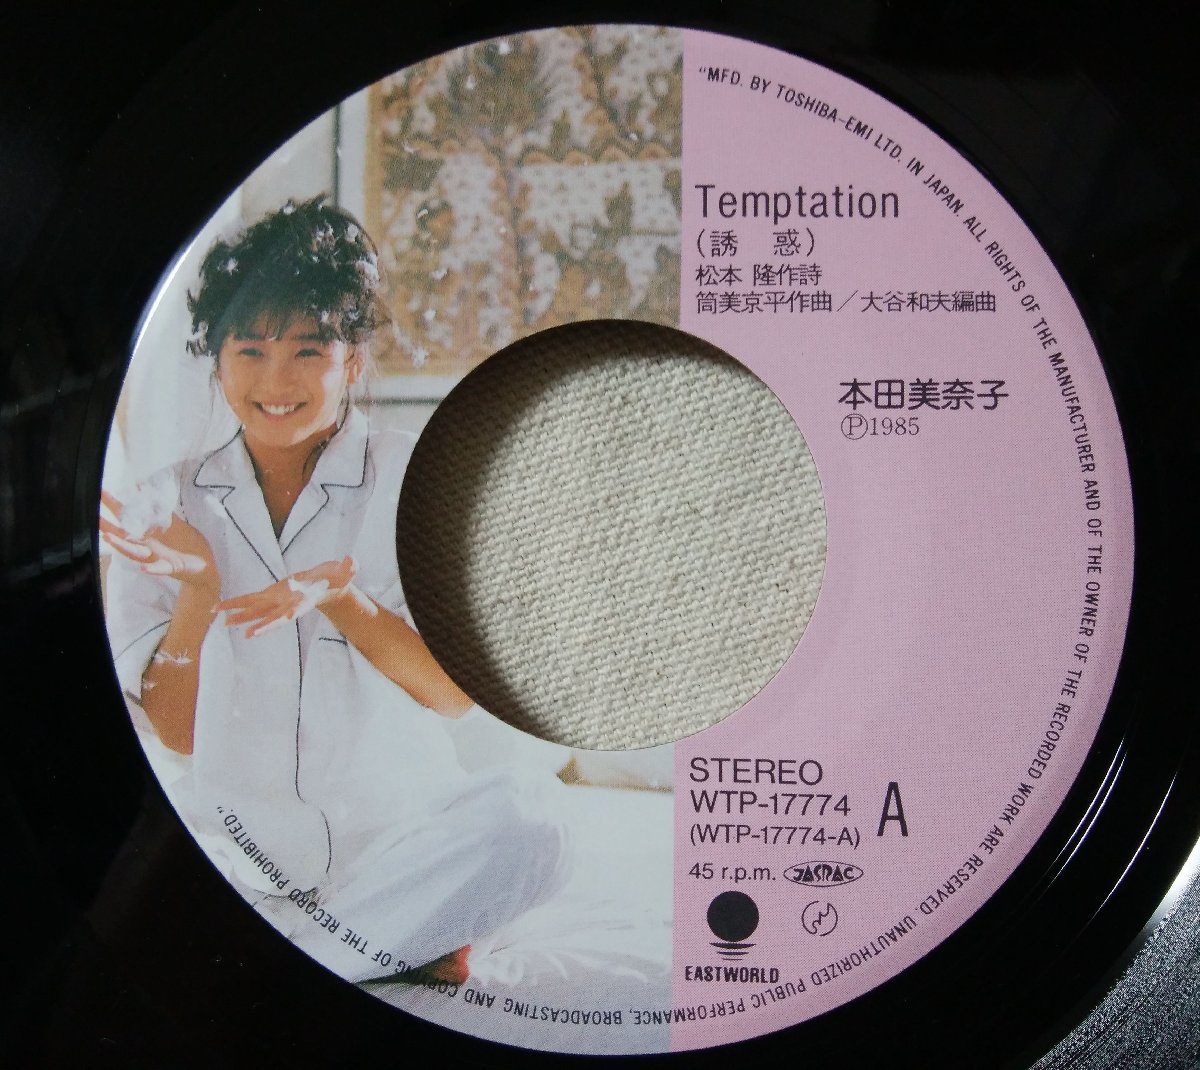 "MFD. BY TOSHIBA-EMI LTD. IN JAPAN. ALL RIGHTS OF THE MANUFACTURER AND OF THE OWNER OF THE RECORDED WORK ARE RESERVED. UNAUTHORIZED PUBLIC PERFORMANCE, BROADCASTING AND COPYING OF THE RECORD PROHIBITED."
Temptation
(誘 惑)
松本 隆作詩
筒美京平作曲/大谷和夫編曲
本田美奈子
Ⓟ1985
STEREO
WTP-17774 A
(WTP-17774-A)
45 r.p.m. JASRAC
EASTWORLD